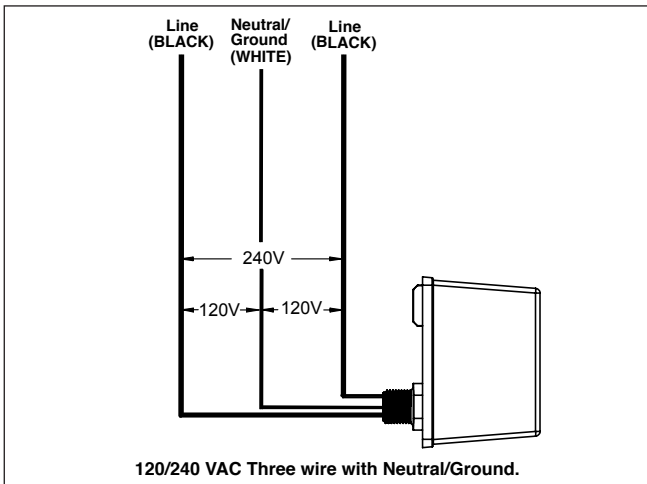 Line
(BLACK)
Neutral/
Ground
(WHITE)
Line
(BLACK)
240V
120V
120V
120/240 VAC Three wire with Neutral/Ground.